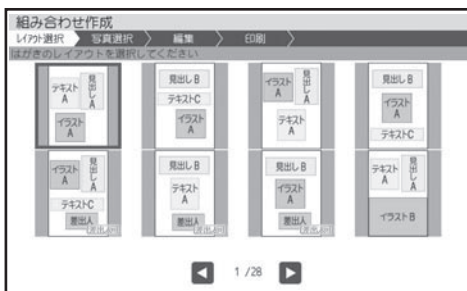 組み合わせ作成
レイアウト選択 写真選択 編集 印刷
はがきのレイアウトを選択してください
テキストA 見出しA イラストA
見出しB テキストC イラストA
イラストA 見出しA テキストA
見出しB イラストA テキストC
イラストA 見出しA テキストC 差出人
見出しB テキストA 差出人
見出しB イラストA 差出人
テキストA 見出しA イラストB
1 /28